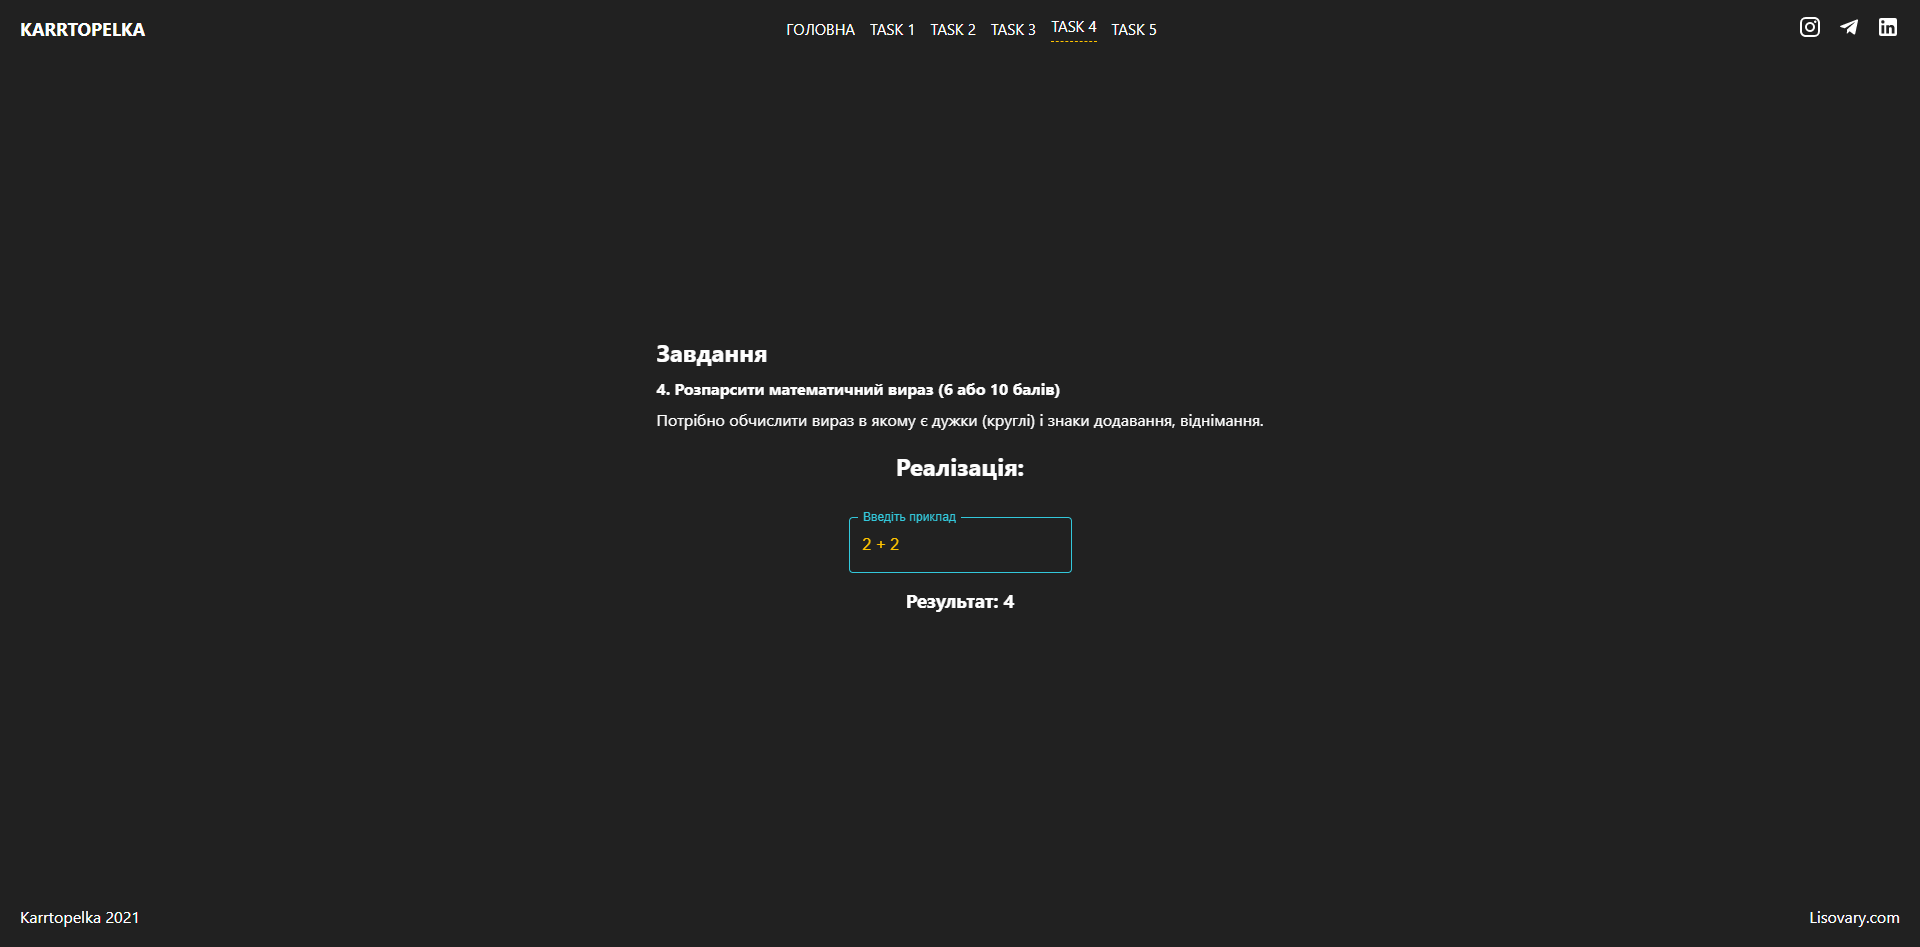 KARRTOPELKA
ГОЛОВНА TASK 1 TASK 2 TASK 3 TASK 4 TASK 5
Завдання
4. Розпарсити математичний вираз (6 або 10 балів)
Потрібно обчислити вираз в якому є дужки (круглі) і знаки додавання, віднімання.
Реалізація:
Введіть приклад
2 + 2
Результат: 4
Karrtopelka 2021
Lisovary.com